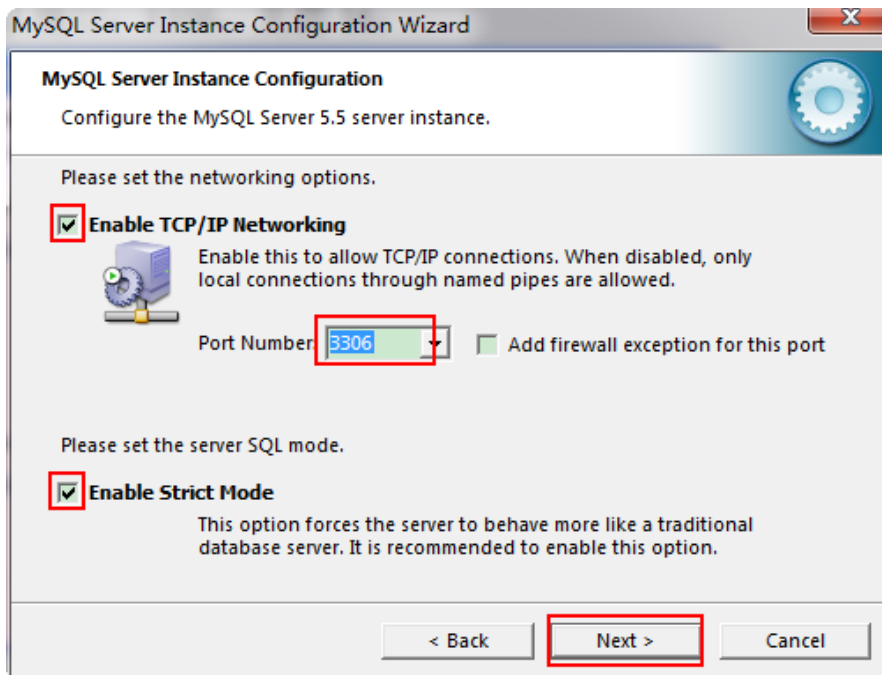 MySQL Server Instance Configuration Wizard
MySQL Server Instance Configuration
Configure the MySQL Server 5.5 server instance.
Please set the networking options.
Enable TCP/IP Networking
Enable this to allow TCP/IP connections. When disabled, only
local connections through named pipes are allowed.
Port Number: 3306 Add firewall exception for this port
Please set the server SQL mode.
Enable Strict Mode
This option forces the server to behave more like a traditional
database server. It is recommended to enable this option.
< Back Next > Cancel